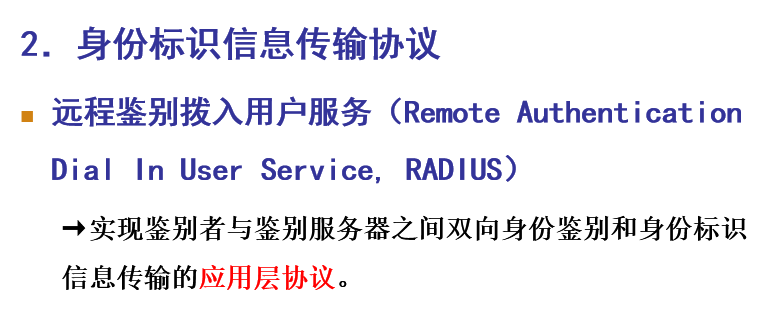 2. 身份标识信息传输协议
■ 远程鉴别拨入用户服务（Remote Authentication
Dial In User Service, RADIUS）
→实现鉴别者与鉴别服务器之间双向身份鉴别和身份标识
信息传输的应用层协议。